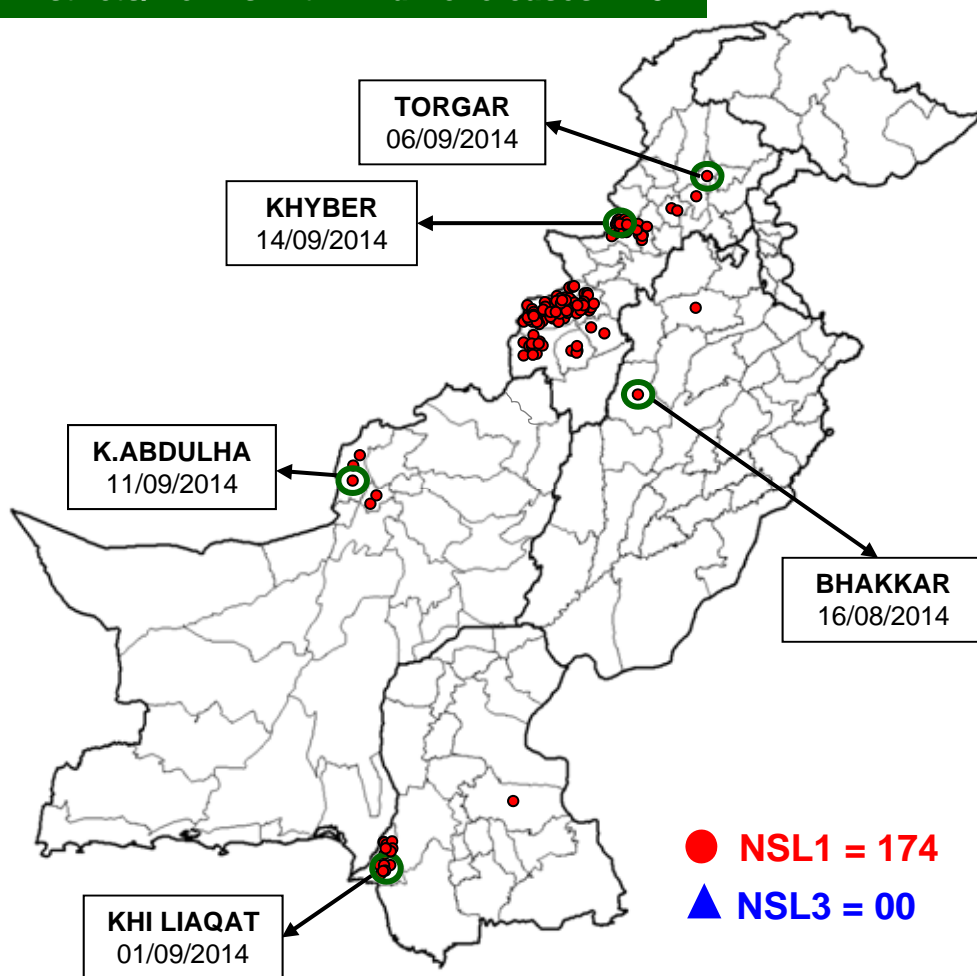 TORGAR
06/09/2014
KHYBER
14/09/2014
K.ABDULHA
11/09/2014
BHAKKAR
16/08/2014
NSL1 = 174
NSL3 = 00
KHI LIAQAT
01/09/2014